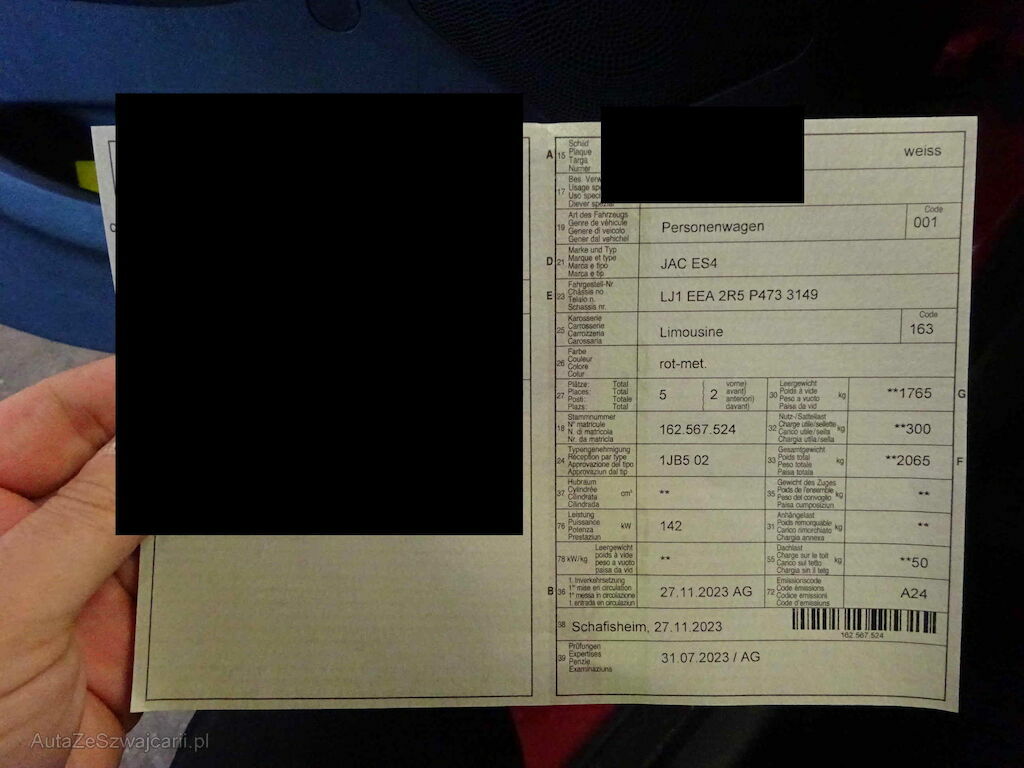 A 15 Schild
Plaque
Targa
Numer
weiss
17 Bes. Verw
Usage sp
Uso speci
Diever spezial
19 Art des Fahrzeugs
Genre de véhicule
Genere di veicolo
Gener dal vehichel
Personenwagen
Code
001
D 21 Marke und Typ
Marque et type
Marca e tipo
Marca e tip
JAC ES4
E 23 Fahrgestell-Nr
Châssis no
Telaio n.
Schassis nr.
LJ1 EEA 2R5 P473 3149
25 Karosserie
Carrosserie
Carrozzeria
Carossaria
Limousine
Code
163
26 Farbe
Couleur
Colore
Colur
rot-met.
27 Plätze: Total
Places: Total
Posti: Totale
Plazs: Total
5 2
vorne)
avant)
anteriori)
davant)
30 Leergewicht
Poids à vide
Peso a vuoto
Paisa da vid
kg
**1765 G
18 Stammnummer
N° matricule
N. di matricola
Nr. da matricla
162.567.524
32 Nutz-/Sattellast
Charge utile/sellette
Carico utile/sella
Chargia utila/sella
kg
**300
24 Typengenehmigung
Réception par type
Approvazione del tipo
Approvaziun dal tip
1JB5 02
33 Gesamtgewicht
Poids total
Peso totale
Paisa totala
kg
**2065 F
37 Hubraum
Cylindrée
Cilindrata
Cilindrada
cm³
**
35 Gewicht des Zuges
Poids de l'ensemble
Peso del convoglio
Paisa cumposiziun
kg
**
76 Leistung
Puissance
Potenza
Prestaziun
kW
142
31 Anhängelast
Poids remorquable
Carico rimorchiato
Chargia annexa
kg
**
78 kW/kg Leergewicht
poids à vide
peso a vuoto
paisa da vid
**
55 Dachlast
Charge sur le toit
Carico sul tetto
Chargia sin il tetg
kg
**50
B 36 1. Inverkehrsetzung
1re mise en circulation
1a messa in circolazione
1. entrada en circulaziun
27.11.2023 AG
72 Emissionscode
Code émissions
Codice emissioni
Code d'emissiuns
A24
38 Schafisheim, 27.11.2023
162.567.524
39 Prüfungen
Expertises
Perizie
Examinaziuns
31.07.2023 / AG
AutaZeSzwajcarii.pl